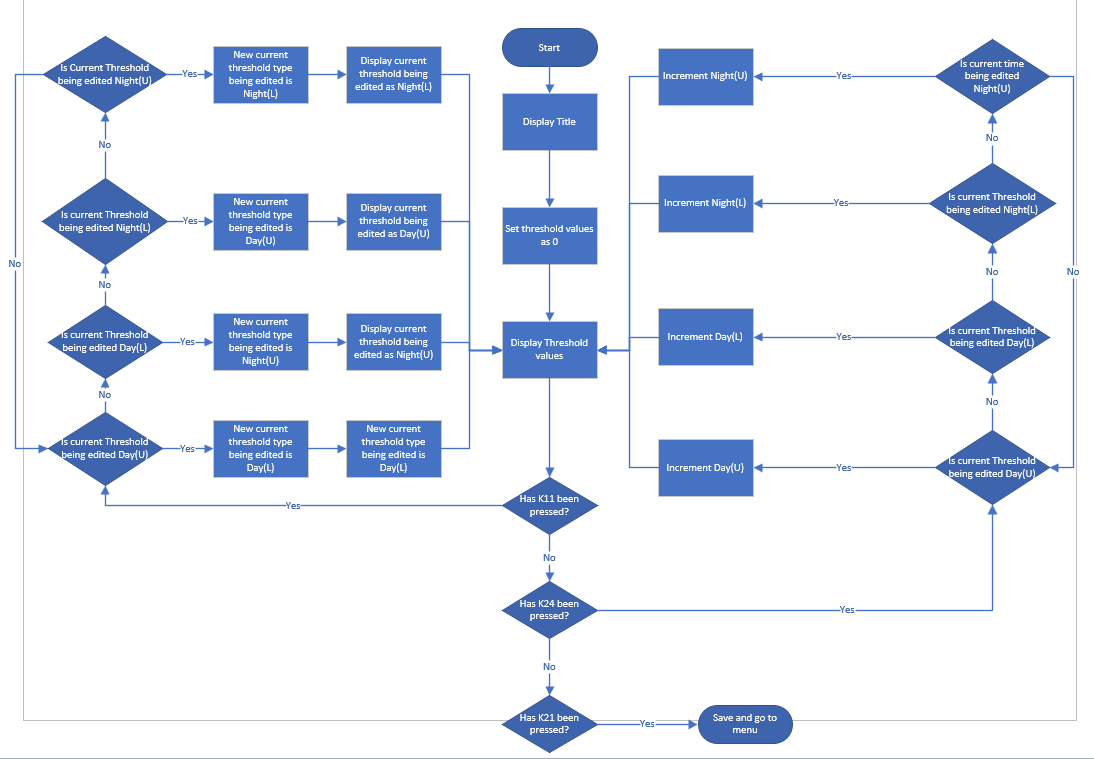 Is Current Threshold
being edited Night(U)
Yes
New current
threshold type
being edited is
Night(L)
Display current
threshold being
edited as Night(L)
No
Is current Threshold
being edited Night(L)
Yes
New current
threshold type
being edited is
Day(U)
Display current
threshold being
edited as Day(U)
No
No
Is current Threshold
being edited Day(L)
Yes
New current
threshold type
being edited is
Night(U)
Display current
threshold being
edited as Night(U)
No
Is current Threshold
being edited Day(U)
Yes
New current
threshold type
being edited is
Day(L)
New current
threshold type
being edited is
Day(L)
Yes
Start
Display Title
Set threshold values
as 0
Display Threshold
values
Has K11 been
pressed?
No
Has K24 been
pressed?
Yes
No
Has K21 been
pressed?
Yes
Save and go to
menu
Increment Night(U)
Yes
Is current time
being edited
Night(U)
No
Increment Night(L)
Yes
Is current Threshold
being edited Night(L)
No
No
Increment Day(L)
Yes
Is current Threshold
being edited Day(L)
No
Increment Day(U)
Yes
Is current Threshold
being edited Day(U)